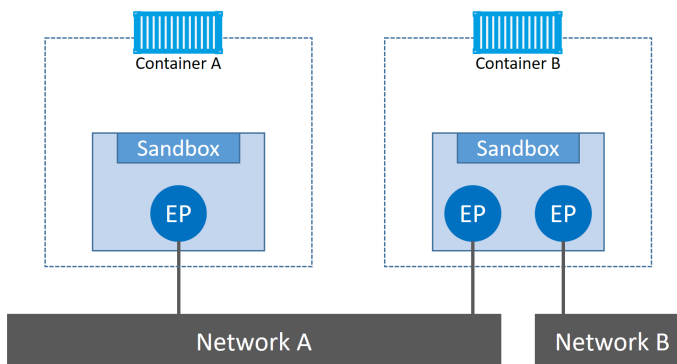 Container A
Container B
Sandbox
Sandbox
EP
EP
EP
Network A
Network B